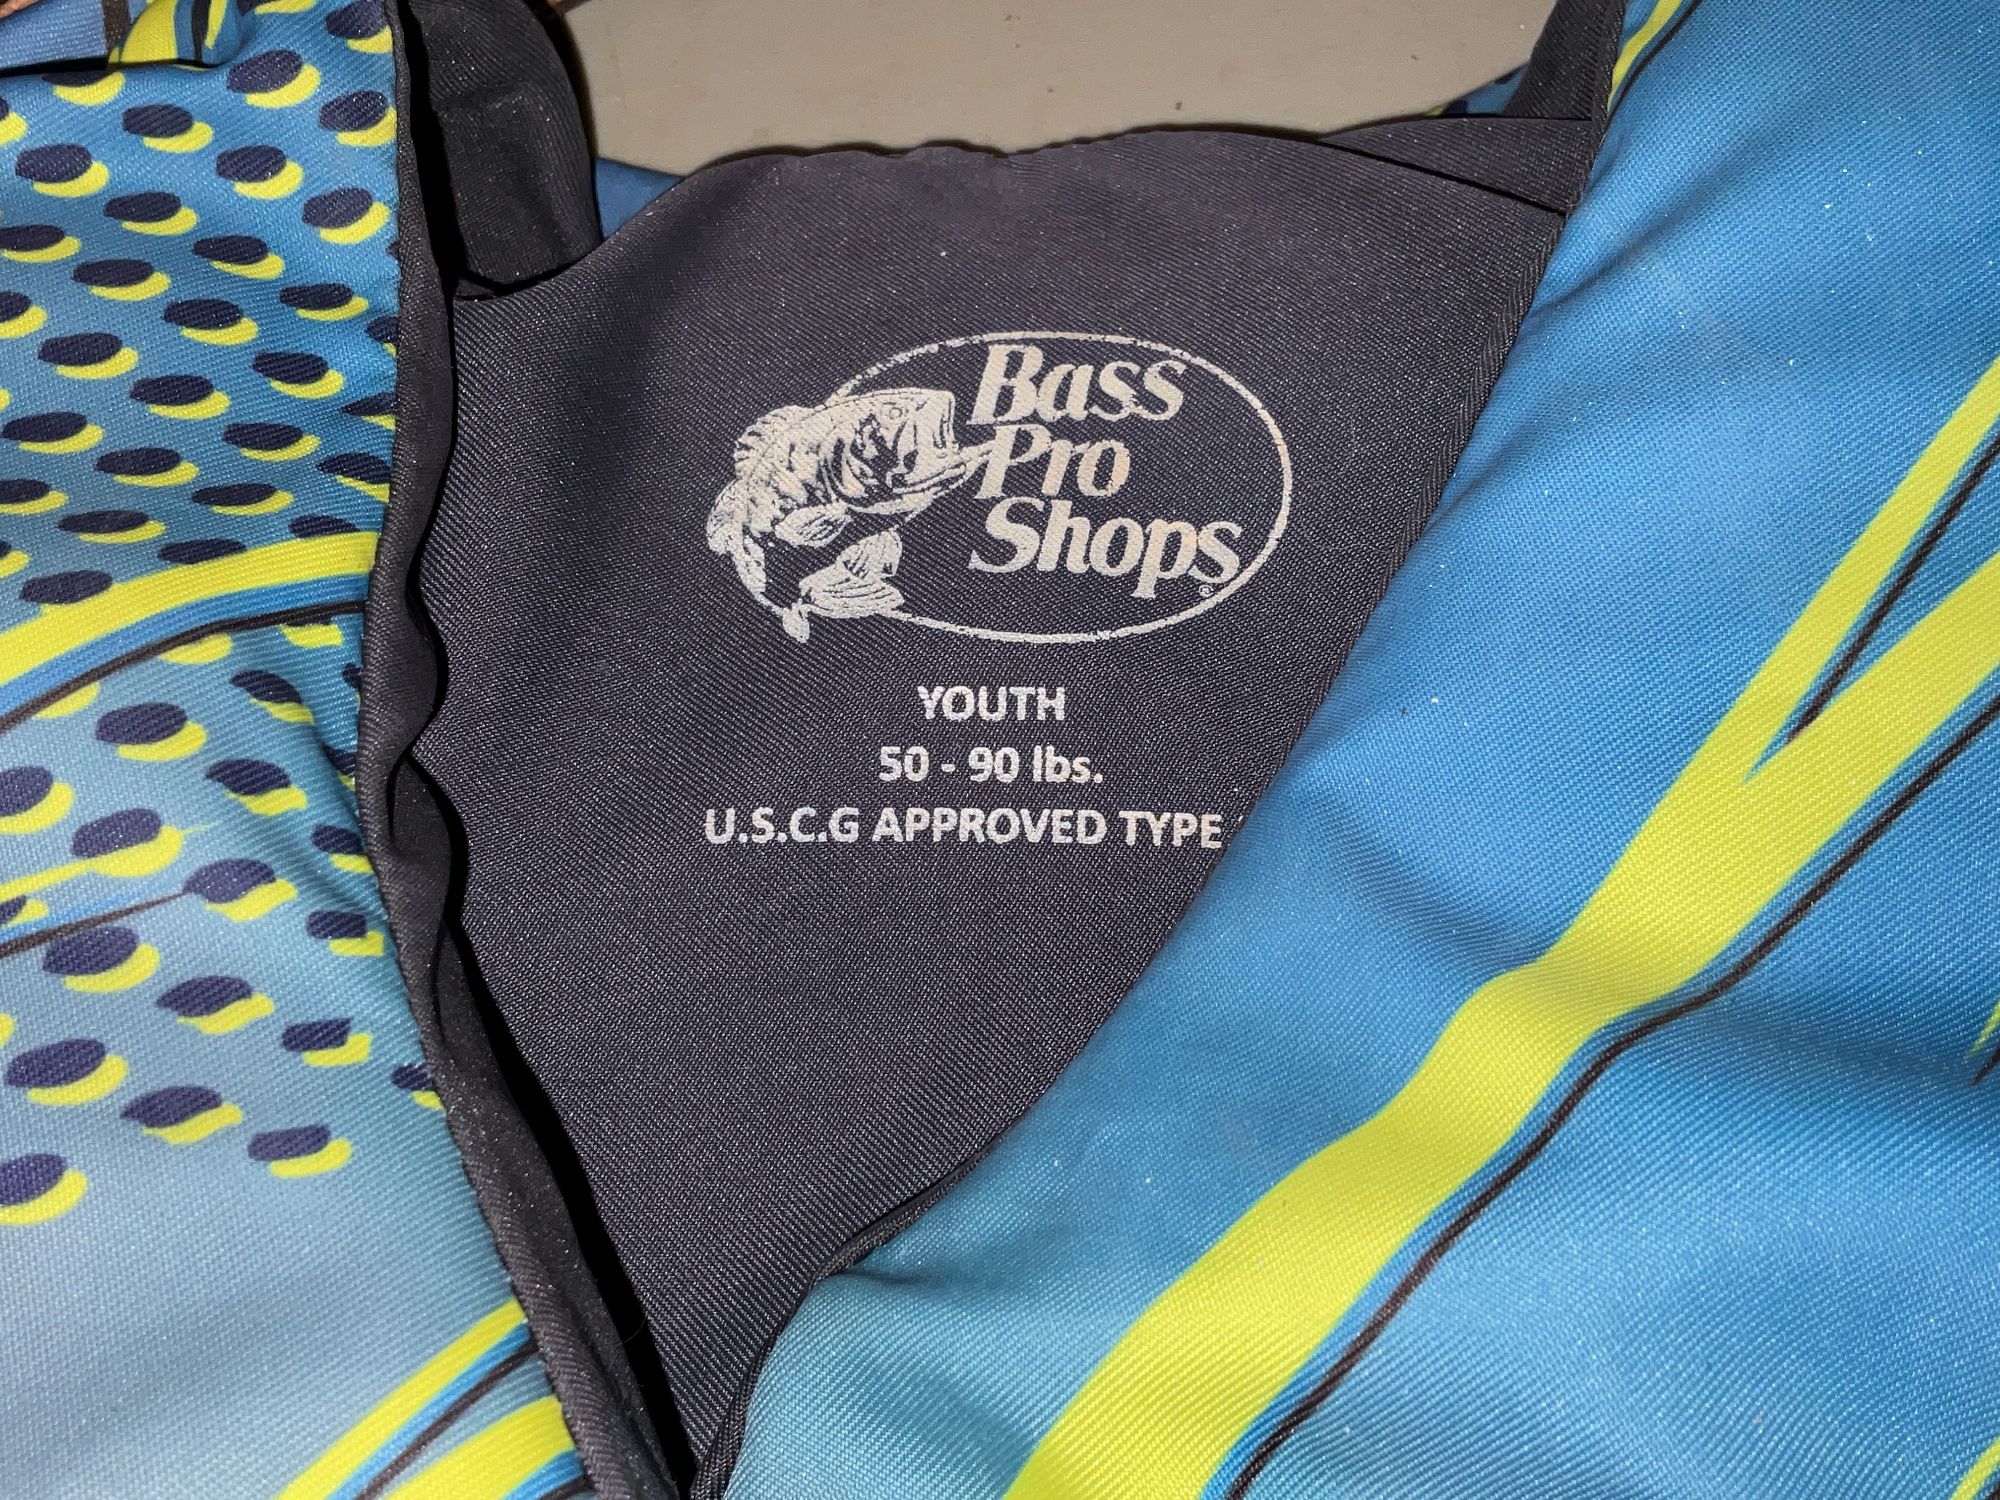 Bass
Pro
Shops
YOUTH
50 - 90 lbs.
U.S.C.G APPROVED TYPE